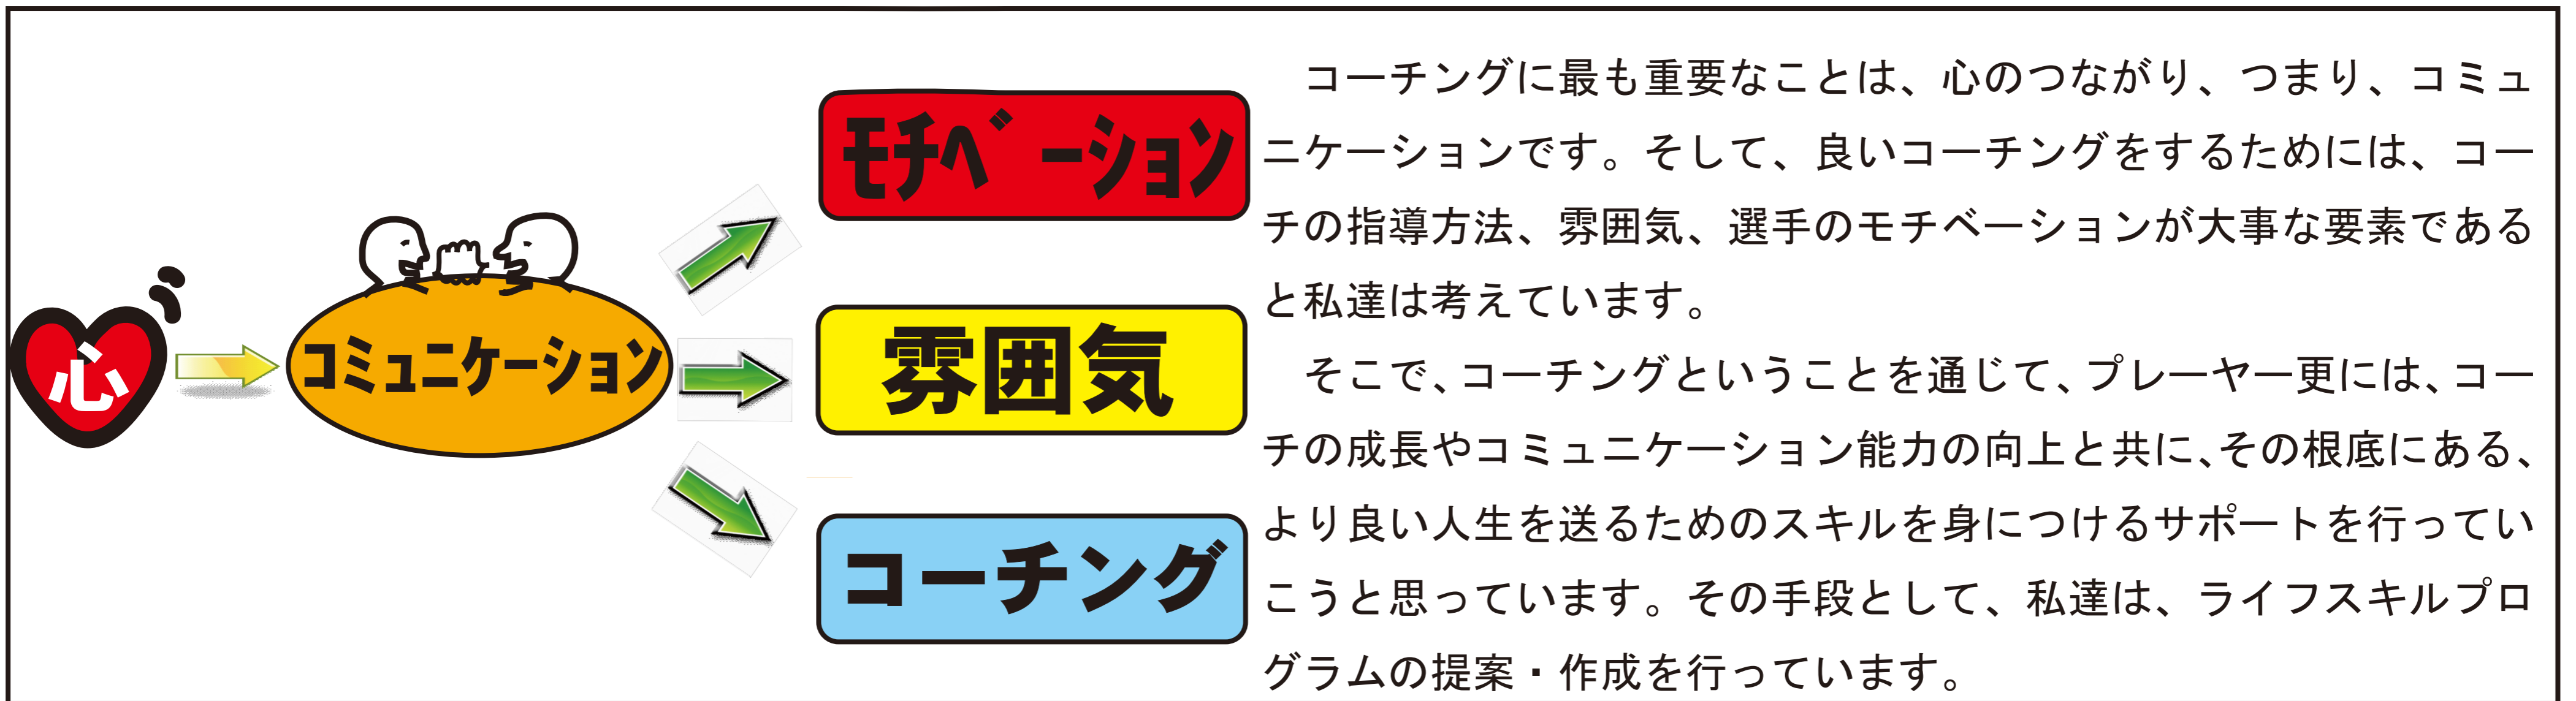 心
コミュニケーション
モチベーション
雰囲気
コーチング
コーチングに最も重要なことは、心のつながり、つまり、コミュ
ニケーションです。そして、良いコーチングをするためには、コー
チの指導方法、雰囲気、選手のモチベーションが大事な要素である
と私達は考えています。
そこで、コーチングということを通じて、プレーヤー更には、コー
チの成長やコミュニケーション能力の向上と共に、その根底にある、
より良い人生を送るためのスキルを身につけるサポートを行ってい
こうと思っています。その手段として、私達は、ライフスキルプロ
グラムの提案・作成を行っています。